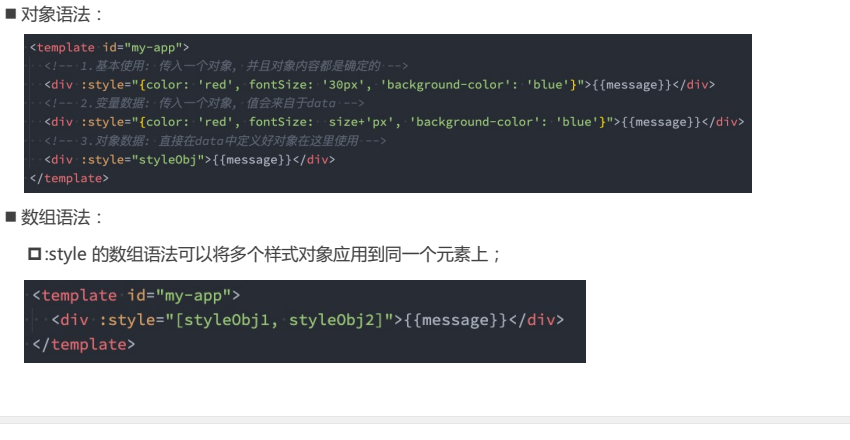 对象语法：
<template id="my-app">
<!-- 1.基本使用: 传入一个对象, 并且对象内容都是确定的 -->
<div :style="{color: 'red', fontSize: '30px', 'background-color': 'blue'}">{{message}}</div>
<!-- 2.变量数据: 传入一个对象, 值会来自于data -->
<div :style="{color: 'red', fontSize:  size+'px', 'background-color': 'blue'}">{{message}}</div>
<!-- 3.对象数据: 直接在data中定义好对象在这里使用 -->
<div :style="styleObj">{{message}}</div>
</template>
数组语法：
:style 的数组语法可以将多个样式对象应用到同一个元素上；
<template id="my-app">
<div :style="[styleObj1, styleObj2]">{{message}}</div>
</template>